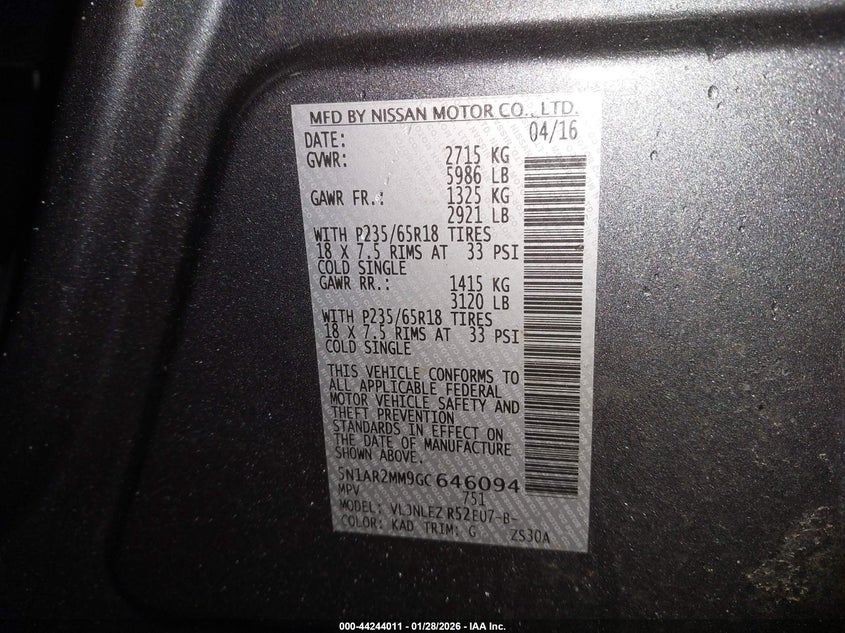 MFD BY NISSAN MOTOR CO., LTD.
DATE: 04/16
GVWR: 2715 KG
5986 LB
GAWR FR.: 1325 KG
2921 LB
WITH P235/65R18 TIRES
18 X 7.5 RIMS AT 33 PSI
COLD SINGLE
GAWR RR.: 1415 KG
3120 LB
WITH P235/65R18 TIRES
18 X 7.5 RIMS AT 33 PSI
COLD SINGLE
THIS VEHICLE CONFORMS TO
ALL APPLICABLE FEDERAL
MOTOR VEHICLE SAFETY AND
THEFT PREVENTION
STANDARDS IN EFFECT ON
THE DATE OF MANUFACTURE
SHOWN ABOVE.
5N1AR2MM9GC646094
MPV 751
MODEL: VLJNLEZ R52EU7-B-
COLOR: KAD TRIM: G ZS30A
000-44244011 — 01/28/2026 — IAA Inc.